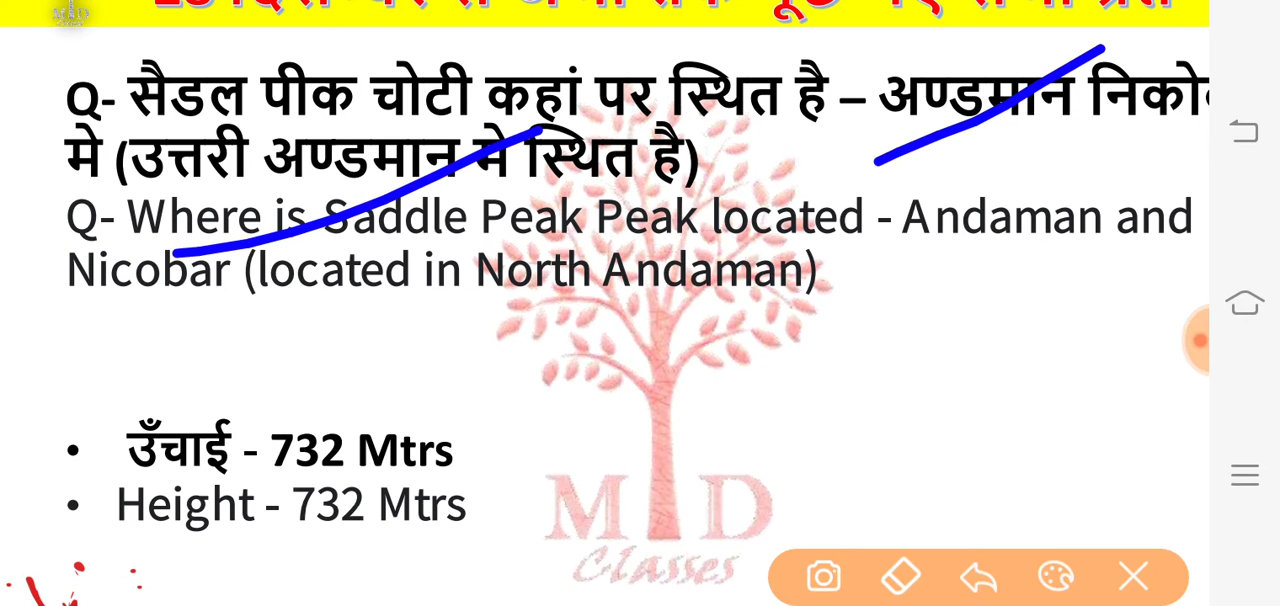 Q- सैडल पीक चोटी कहां पर स्थित है – अण्डमान
मे (उत्तरी अण्डमान मे स्थित है)
Q- Where is Saddle Peak Peak located - Andaman and
Nicobar (located in North Andaman)
• उँचाई - 732 Mtrs
• Height - 732 Mtrs
MD
Classes